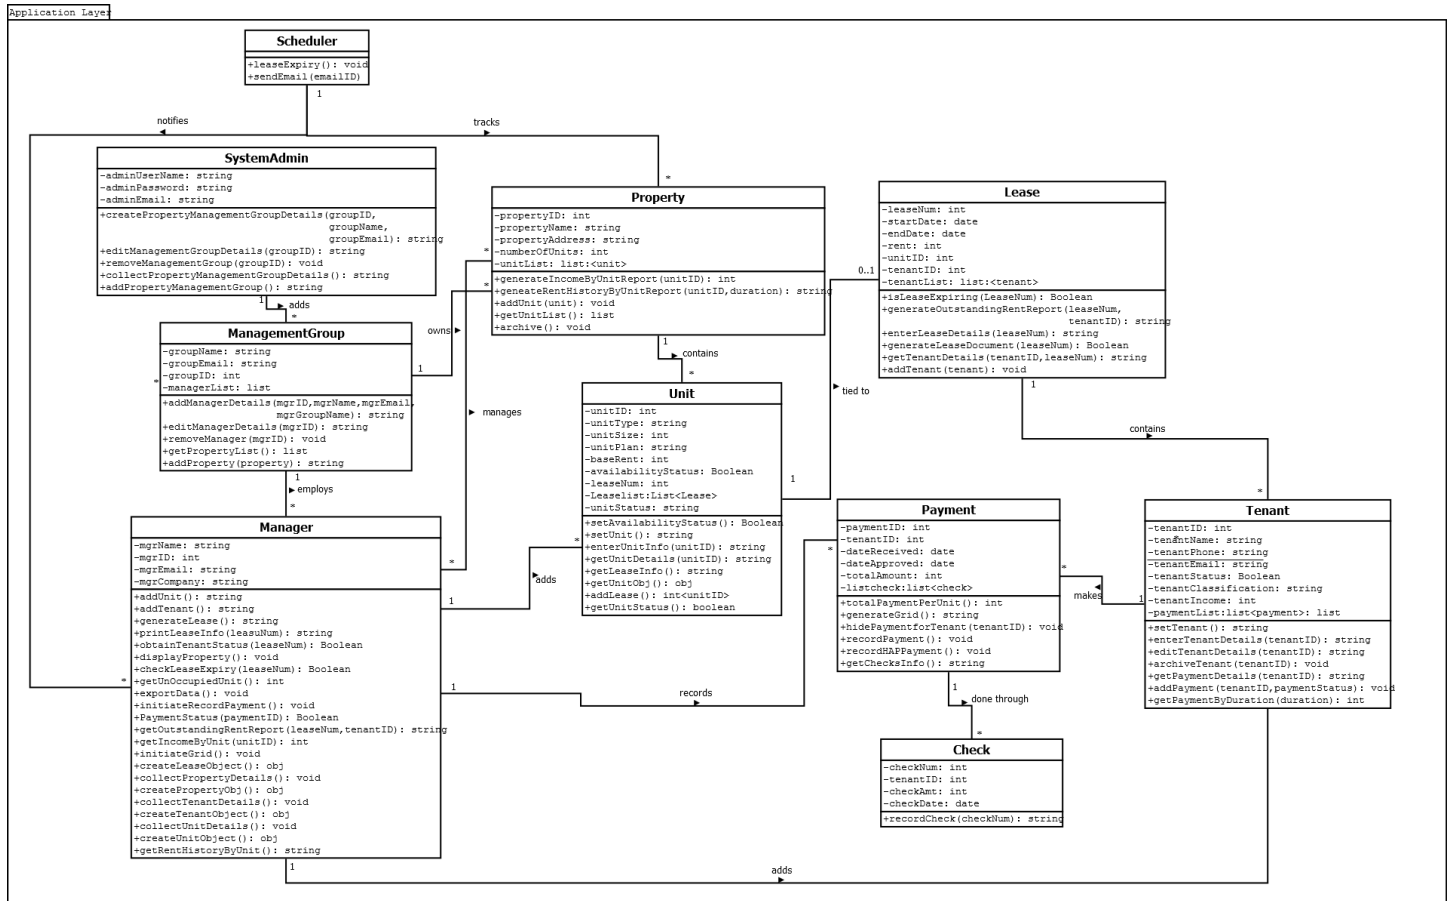 Application Layer
Scheduler
+leaseExpiry(): void
+sendEmail(emailID)
1
notifies
tracks
*
SystemAdmin
-adminUserName: string
-adminPassword: string
-adminEmail: string
+createPropertyManagementGroupDetails(groupID,
groupName,
groupEmail): string
+editManagementGroupDetails(groupID): string
+removeManagementGroup(groupID): void
+collectPropertyManagementGroupDetails(): string
+addPropertyManagementGroup(): string
1
adds
*
ManagementGroup
-groupName: string
-groupEmail: string
-groupID: int
-managerList: list
*
+addManagerDetails(mgrID,mgrName,mgrEmail,
mgrGroupName): string
+editManagerDetails(mgrID): string
+removeManager(mgrID): void
+getPropertyList(): list
+addProperty(property): string
1
owns
*
1
employs
*
Property
-propertyID: int
-propertyName: string
-propertyAddress: string
-numberOfUnits: int
-unitList: list:<unit>
+generateIncomeByUnitReport(unitID): int
+geneateRentHistoryByUnitReport(unitID,duration): string
+addUnit(unit): void
+getUnitList(): list
+archive(): void
*
manages
*
1
contains
*
Lease
-leaseNum: int
-startDate: date
-endDate: date
-rent: int
-unitID: int
-tenantID: int
-tenantList: list:<tenant>
+isLeaseExpiring(LeaseNum): Boolean
+generateOutstandingRentReport(leaseNum,
tenantID): string
+enterLeaseDetails(leaseNum): string
+generateLeaseDocument(leaseNum): Boolean
+getTenantDetails(tenantID,leaseNum): string
+addTenant(tenant): void
0..1
tied to
1
1
contains
*
Unit
-unitID: int
-unitType: string
-unitSize: int
-unitPlan: string
-baseRent: int
-availabilityStatus: Boolean
-leaseNum: int
-Leaselist:List<Lease>
-unitStatus: string
+setAvailabilityStatus(): Boolean
+setUnit(): string
+enterUnitInfo(unitID): string
+getUnitDetails(unitID): string
+getLeaseInfo(): string
+getUnitObj(): obj
+addLease(): int<unitID>
+getUnitStatus(): boolean
Manager
-mgrName: string
-mgrID: int
-mgrEmail: string
-mgrCompany: string
+addUnit(): string
+addTenant(): string
+generateLease(): string
+printLeaseInfo(leasuNum): string
+obtainTenantStatus(leaseNum): Boolean
+displayProperty(): void
+checkLeaseExpiry(leaseNum): Boolean
+getUnOccupiedUnit(): int
+exportData(): void
+initiateRecordPayment(): void
+PaymentStatus(paymentID): Boolean
+getOutstandingRentReport(leaseNum,tenantID): string
+getIncomeByUnit(unitID): int
+initiateGrid(): void
+createLeaseObject(): obj
+collectPropertyDetails(): void
+createPropertyObj(): obj
+collectTenantDetails(): void
+createTenantObject(): obj
+collectUnitDetails(): void
+createUnitObject(): obj
+getRentHistoryByUnit(): string
*
1
adds
*
1
records
*
1
adds
Payment
-paymentID: int
-tenantID: int
-dateReceived: date
-dateApproved: date
-totalAmount: int
-listcheck:list<check>
+totalPaymentPerUnit(): int
+generateGrid(): string
+hidePaymentforTenant(tenantID): void
+recordPayment(): void
+recordHAPPayment(): void
+getChecksInfo(): string
*
makes
1
1
done through
*
Tenant
-tenantID: int
-tenantName: string
-tenantPhone: string
-tenantEmail: string
-tenantStatus: Boolean
-tenantClassification: string
-tenantIncome: int
-paymentList:list<payment>: list
+setTenant(): string
+enterTenantDetails(tenantID): string
+editTenantDetails(tenantID): string
+archiveTenant(tenantID): void
+getPaymentDetails(tenantID): string
+addPayment(tenantID,paymentStatus): void
+getPaymentByDuration(duration): int
Check
-checkNum: int
-tenantID: int
-checkAmt: int
-checkDate: date
+recordCheck(checkNum): string